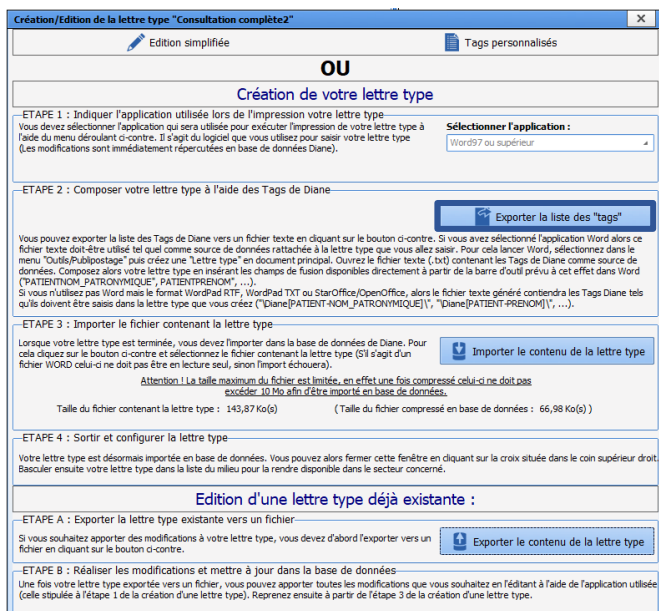 Création/Edition de la lettre type "Consultation complète2"
Edition simplifiée
Tags personnalisés
OU
Création de votre lettre type
ETAPE 1 : Indiquer l'application utilisée lors de l'impression votre lettre type
Vous devez sélectionner l'application qui sera utilisée pour exécuter l'impression de votre lettre type à
l'aide du menu déroulant ci-contre. Il s'agit du logiciel que vous utilisez pour saisir votre lettre type
(Les modifications sont immédiatement répercutées en base de données Diane).
Sélectionner l'application :
Word97 ou supérieur
ETAPE 2 : Composer votre lettre type à l'aide des Tags de Diane
Exporter la liste des "tags"
Vous pouvez exporter la liste des Tags de Diane vers un fichier texte en cliquant sur le bouton ci-contre. Si vous avez sélectionné l'application Word alors ce
fichier texte doit-être utilisé tel quel comme source de données rattachée à la lettre type que vous allez saisir. Pour cela lancer Word, sélectionnez dans le
menu "Outils/Publipostage" puis créez une "Lettre type" en document principal. Ouvrez le fichier texte (.txt) contenant les Tags de Diane comme source de
données. Composez alors votre lettre type en insérant les champs de fusion disponibles directement à partir de la barre d'outil prévu à cet effet dans Word
("PATIENTNOM_PATRONYMIQUE", PATIENTPRENOM", ...).
Si vous n'utilisez pas Word mais le format WordPad RTF, WordPad TXT ou StarOffice/OpenOffice, alors le fichier texte généré contiendra les Tags Diane tels
qu'ils doivent être saisis dans la lettre type que vous créez ("\Diane[PATIENT-NOM_PATRONYMIQUE]\", "\Diane[PATIENT-PRENOM]\", ...).
ETAPE 3 : Importer le fichier contenant la lettre type
Lorsque votre lettre type est terminée, vous devez l'importer dans la base de données de Diane. Pour
cela cliquez sur le bouton ci-contre et sélectionnez le fichier contenant la lettre type (S'il s'agit d'un
fichier WORD celui-ci ne doit pas être en lecture seul, sinon l'import échouera).
Importer le contenu de la lettre type
Attention ! La taille maximum du fichier est limitée, en effet une fois compressé celui-ci ne doit pas
excéder 10 Mo afin d'être importé en base de données.
Taille du fichier contenant la lettre type : 143,87 Ko(s)
( Taille du fichier compressé en base de données : 66,98 Ko(s) )
ETAPE 4 : Sortir et configurer la lettre type
Votre lettre type est désormais importée en base de données. Vous pouvez alors fermer cette fenêtre en cliquant sur la croix située dans le coin supérieur droit.
Basculer ensuite votre lettre type dans la liste du milieu pour la rendre disponible dans le secteur concerné.
Edition d'une lettre type déjà existante :
ETAPE A : Exporter la lettre type existante vers un fichier
Si vous souhaitez apporter des modifications à votre lettre type, vous devez d'abord l'exporter vers un
fichier en cliquant sur le bouton ci-contre.
Exporter le contenu de la lettre type
ETAPE B : Réaliser les modifications et mettre à jour dans la base de données
Une fois votre lettre type exportée vers un fichier, vous pouvez apporter toutes les modifications que vous souhaitez en l'éditant à l'aide de l'application utilisée
(celle stipulée à l'étape 1 de la création d'une lettre type). Reprenez ensuite à partir de l'étape 3 de la création d'une lettre type.